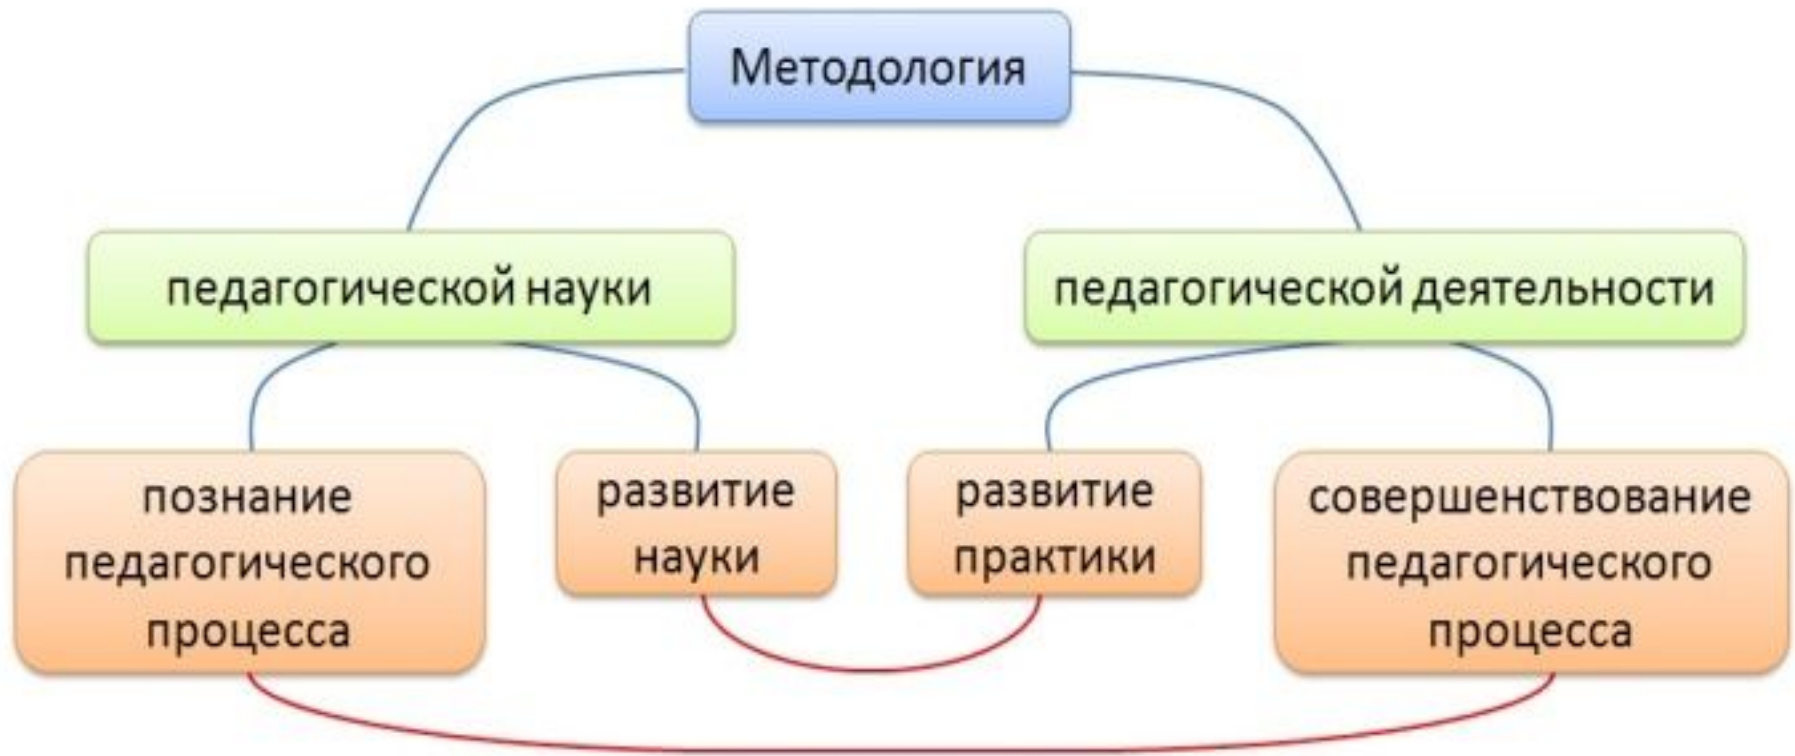 Методология
педагогической науки
педагогической деятельности
познание
педагогического
процесса
развитие
науки
развитие
практики
совершенствование
педагогического
процесса